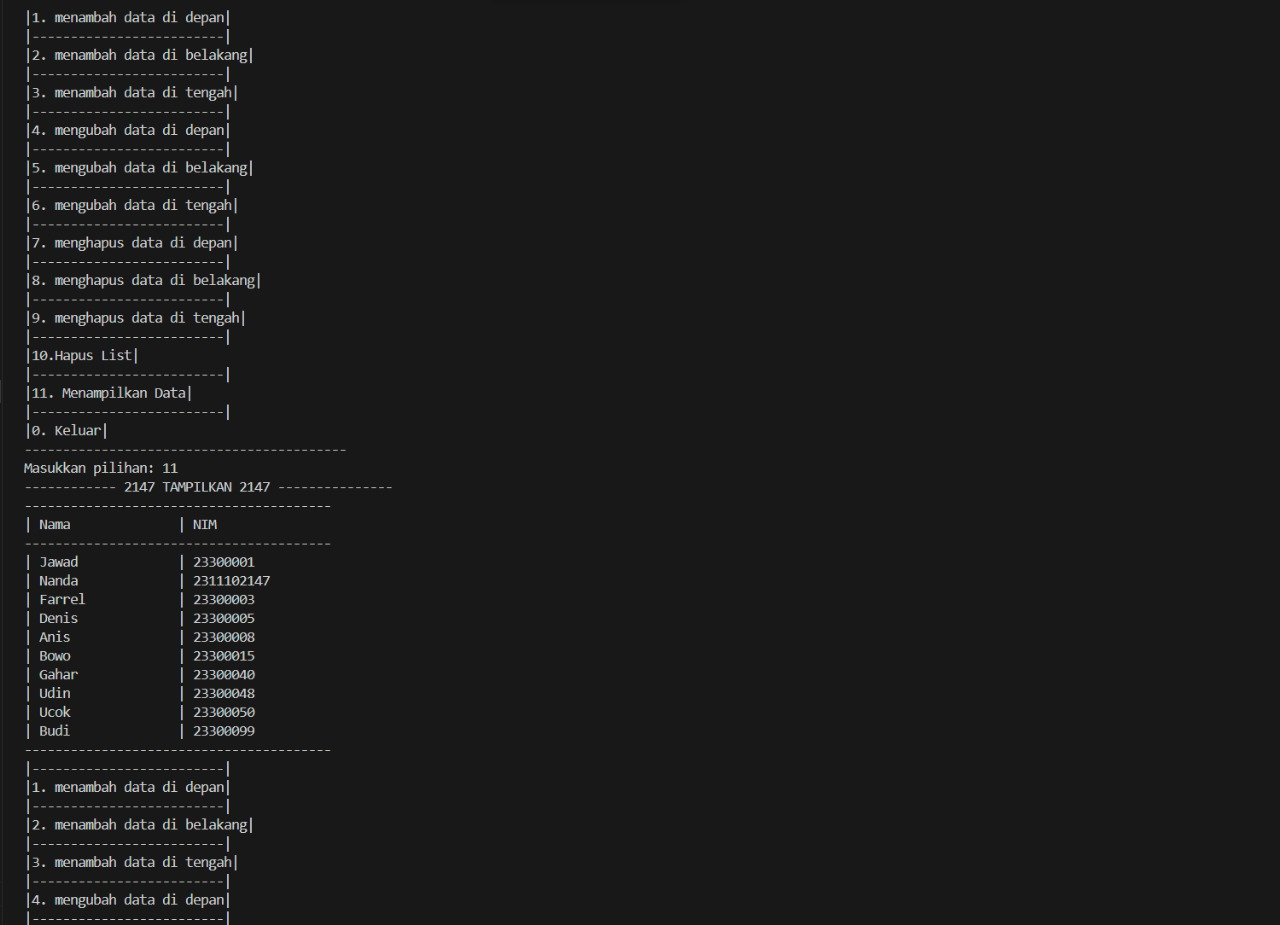 |1. menambah data di depan|
|-------------------------|
|2. menambah data di belakang|
|-------------------------|
|3. menambah data di tengah|
|-------------------------|
|4. mengubah data di depan|
|-------------------------|
|5. mengubah data di belakang|
|-------------------------|
|6. mengubah data di tengah|
|-------------------------|
|7. menghapus data di depan|
|-------------------------|
|8. menghapus data di belakang|
|-------------------------|
|9. menghapus data di tengah|
|-------------------------|
|10.Hapus List|
|-------------------------|
|11. Menampilkan Data|
|-------------------------|
|0. Keluar|
------------------------------------------
Masukkan pilihan: 11
------------ 2147 TAMPILKAN 2147 ---------------
----------------------------------------
| Nama              | NIM
----------------------------------------
| Jawad             | 23300001
| Nanda             | 2311102147
| Farrel            | 23300003
| Denis             | 23300005
| Anis              | 23300008
| Bowo              | 23300015
| Gahar             | 23300040
| Udin              | 23300048
| Ucok              | 23300050
| Budi              | 23300099
----------------------------------------
|-------------------------|
|1. menambah data di depan|
|-------------------------|
|2. menambah data di belakang|
|-------------------------|
|3. menambah data di tengah|
|-------------------------|
|4. mengubah data di depan|
|-------------------------|